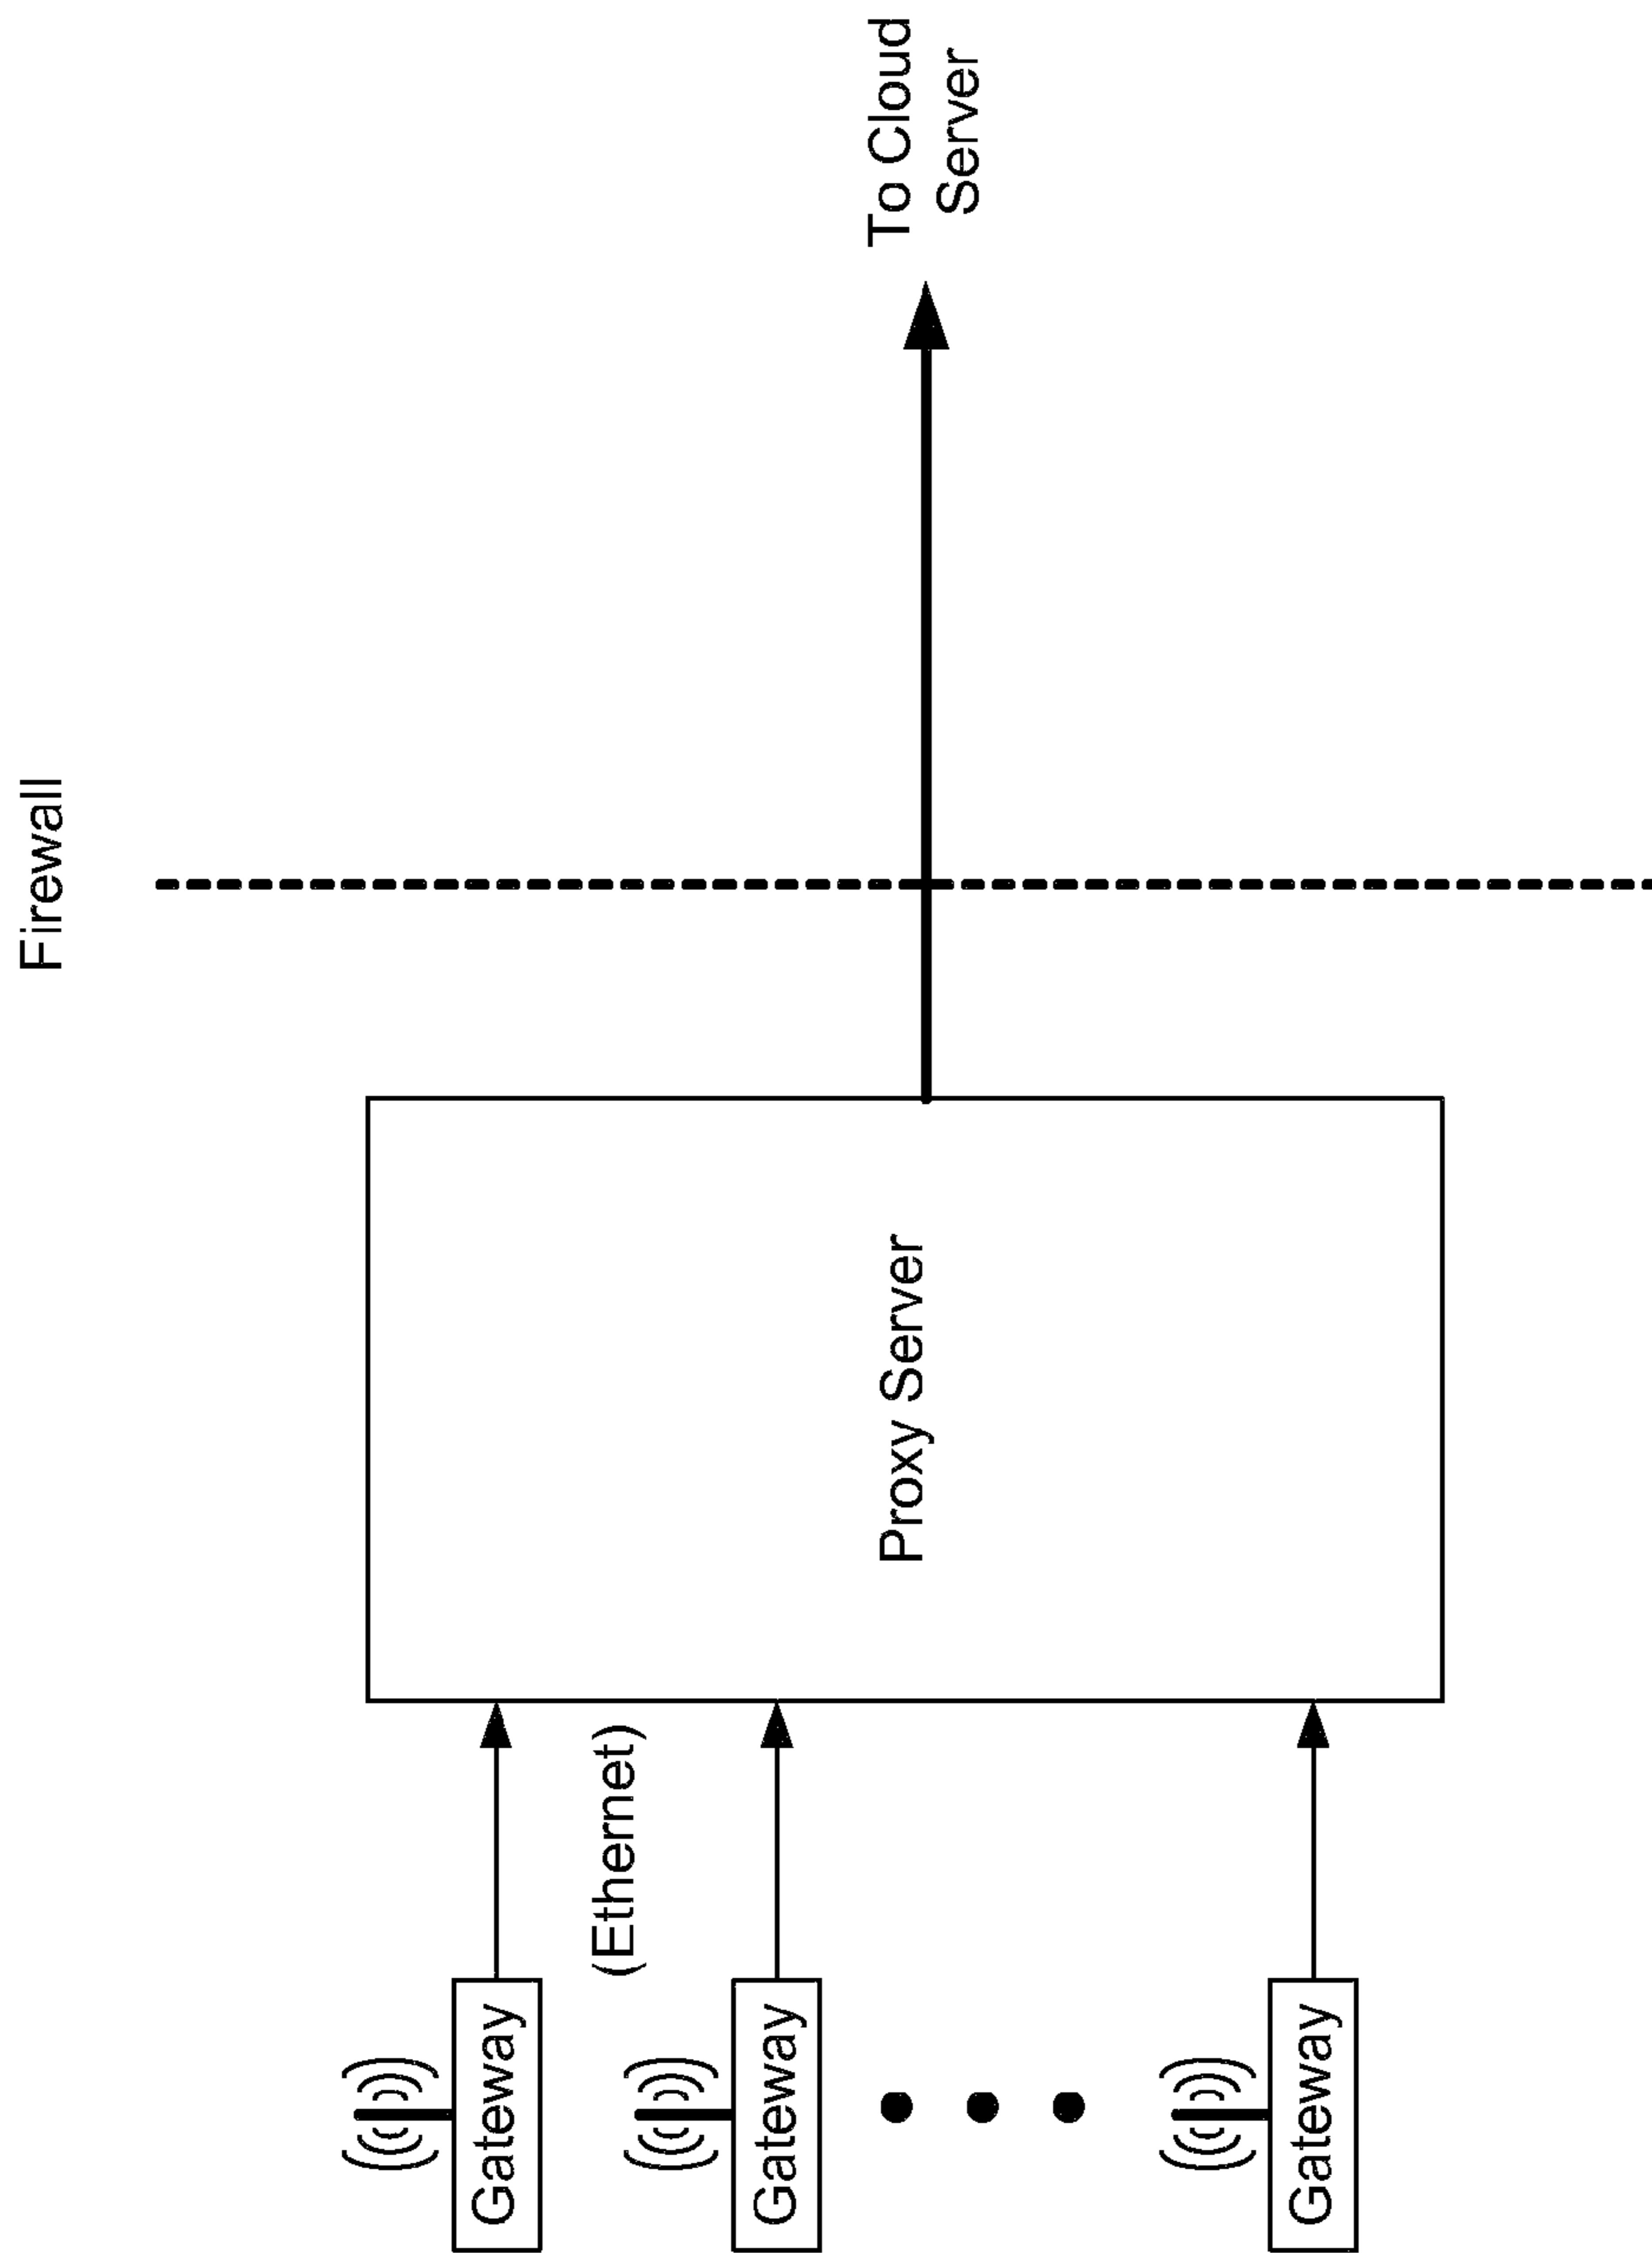 Firewall
To Cloud
Server
Proxy Server
(Ethernet)
Gateway
Gateway
Gateway